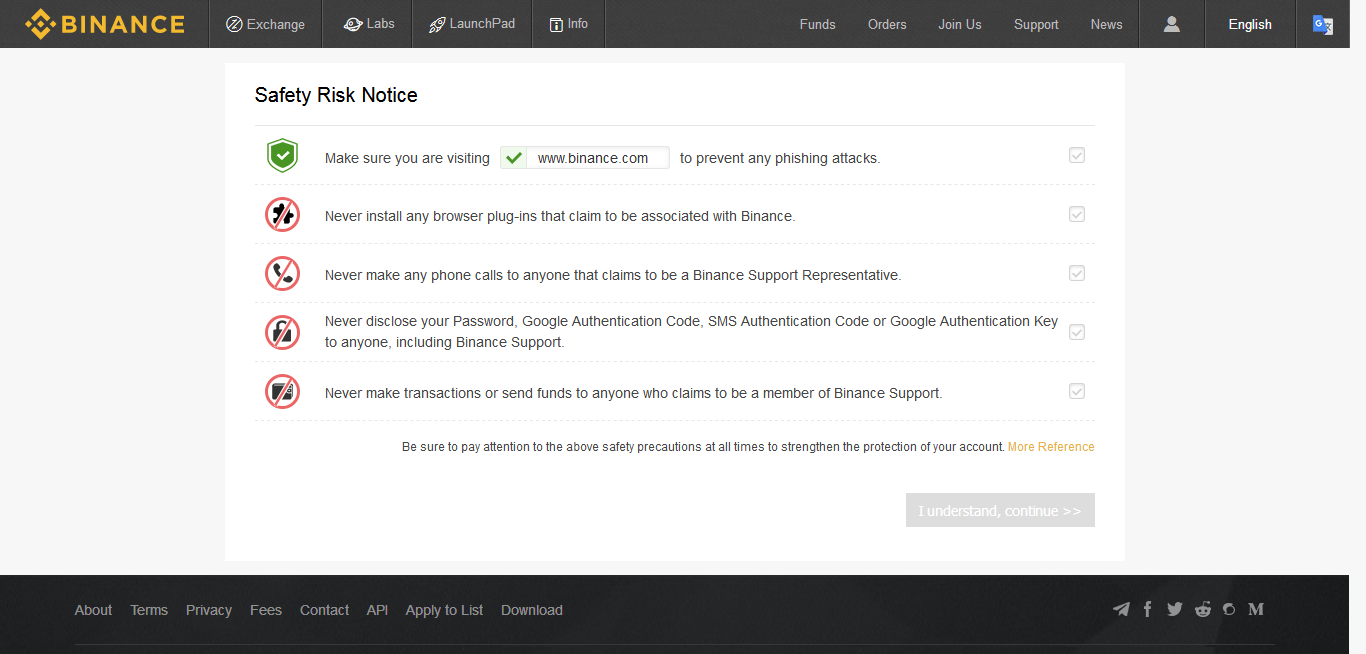 BINANCE Exchange Labs LaunchPad Info Funds Orders Join Us Support News English
Safety Risk Notice
Make sure you are visiting www.binance.com to prevent any phishing attacks.
Never install any browser plug-ins that claim to be associated with Binance.
Never make any phone calls to anyone that claims to be a Binance Support Representative.
Never disclose your Password, Google Authentication Code, SMS Authentication Code or Google Authentication Key
to anyone, including Binance Support.
Never make transactions or send funds to anyone who claims to be a member of Binance Support.
Be sure to pay attention to the above safety precautions at all times to strengthen the protection of your account. More Reference
I understand, continue >>
About Terms Privacy Fees Contact API Apply to List Download